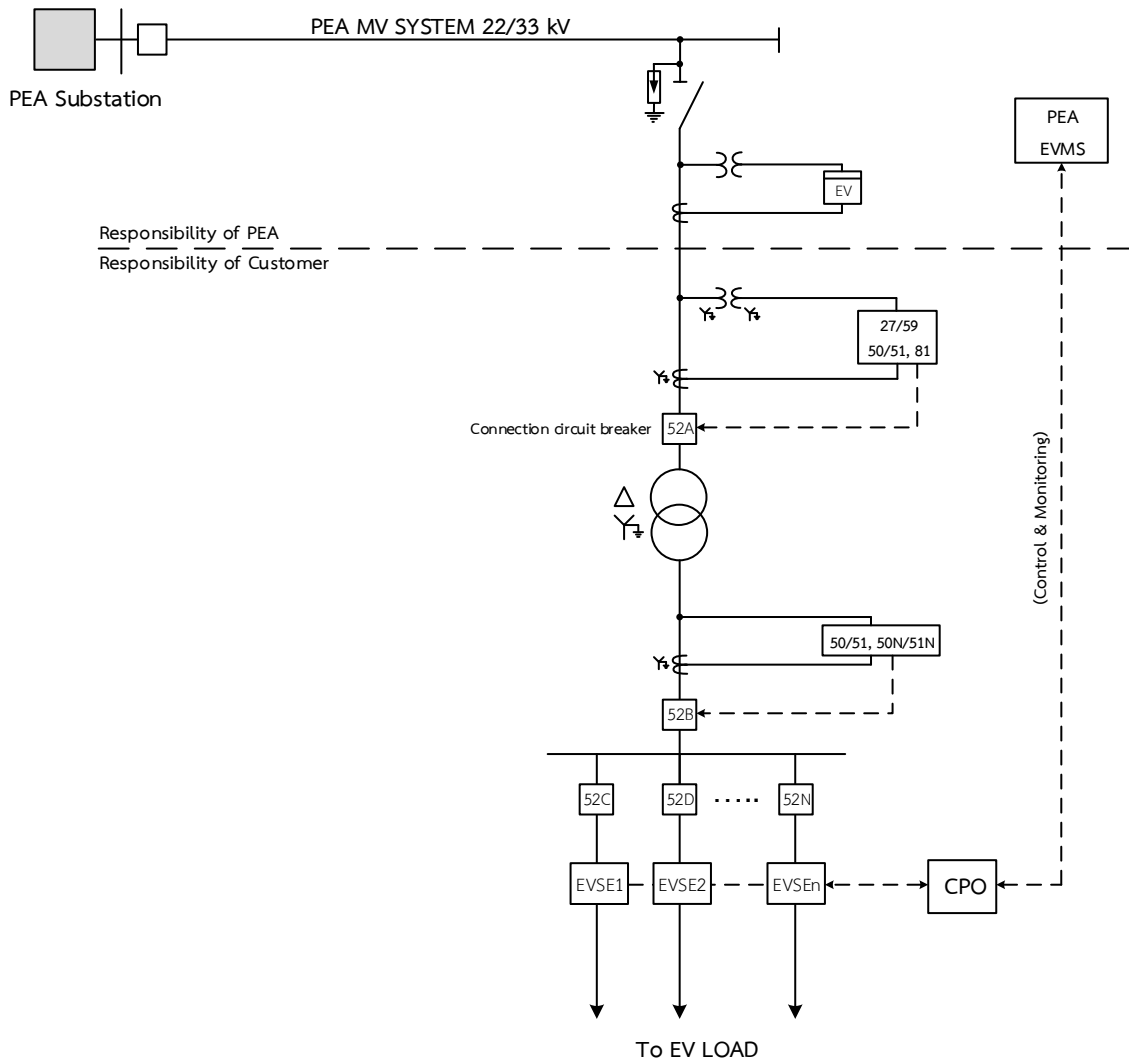 PEA MV SYSTEM 22/33 kV
PEA Substation
PEA
EVMS
EV
Responsibility of PEA
Responsibility of Customer
27/59
50/51, 81
Connection circuit breaker
52A
(Control & Monitoring)
50/51, 50N/51N
52B
52C
52D
.....
52N
EVSE1
EVSE2
EVSEn
CPO
To EV LOAD